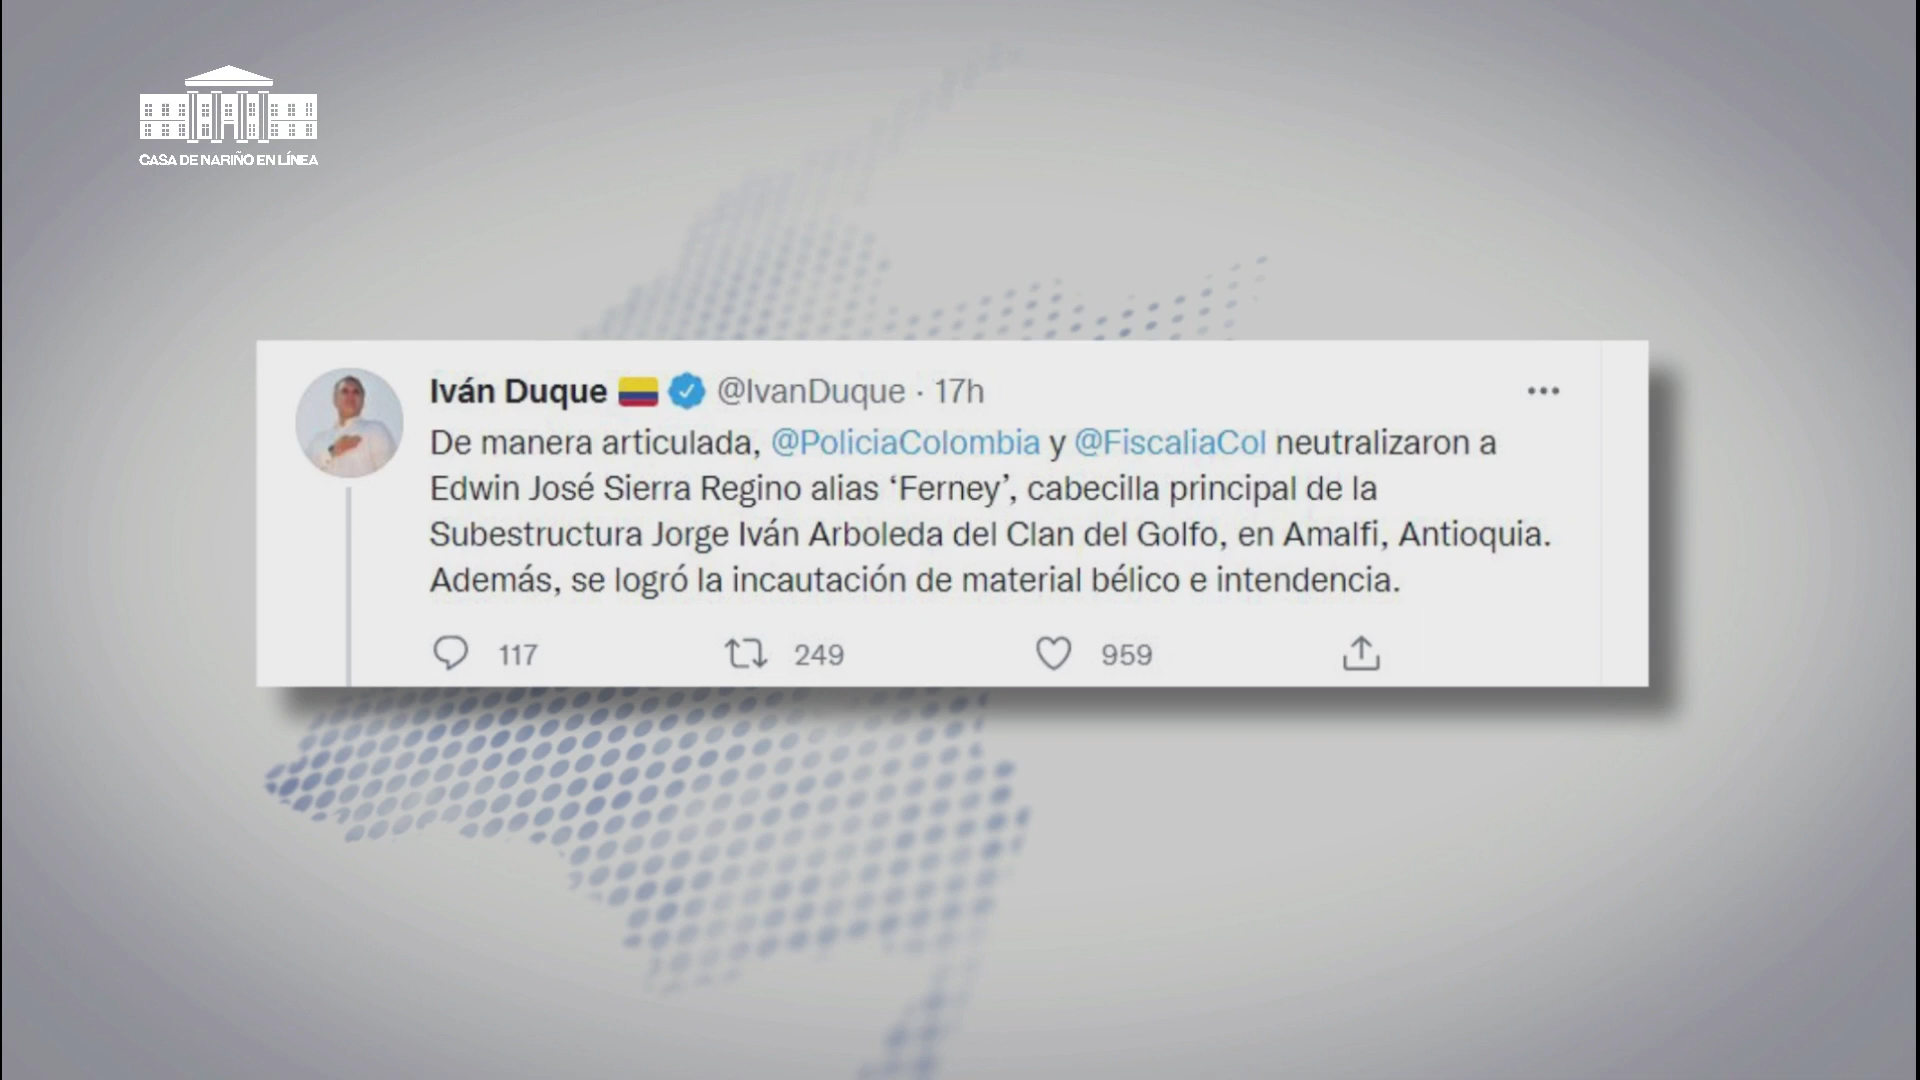 CASA DE NARIÑO EN LÍNEA
Iván Duque @IvanDuque · 17h
De manera articulada, @PoliciaColombia y @FiscaliaCol neutralizaron a
Edwin José Sierra Regino alias ‘Ferney’, cabecilla principal de la
Subestructura Jorge Iván Arboleda del Clan del Golfo, en Amalfi, Antioquia.
Además, se logró la incautación de material bélico e intendencia.
117 249 959